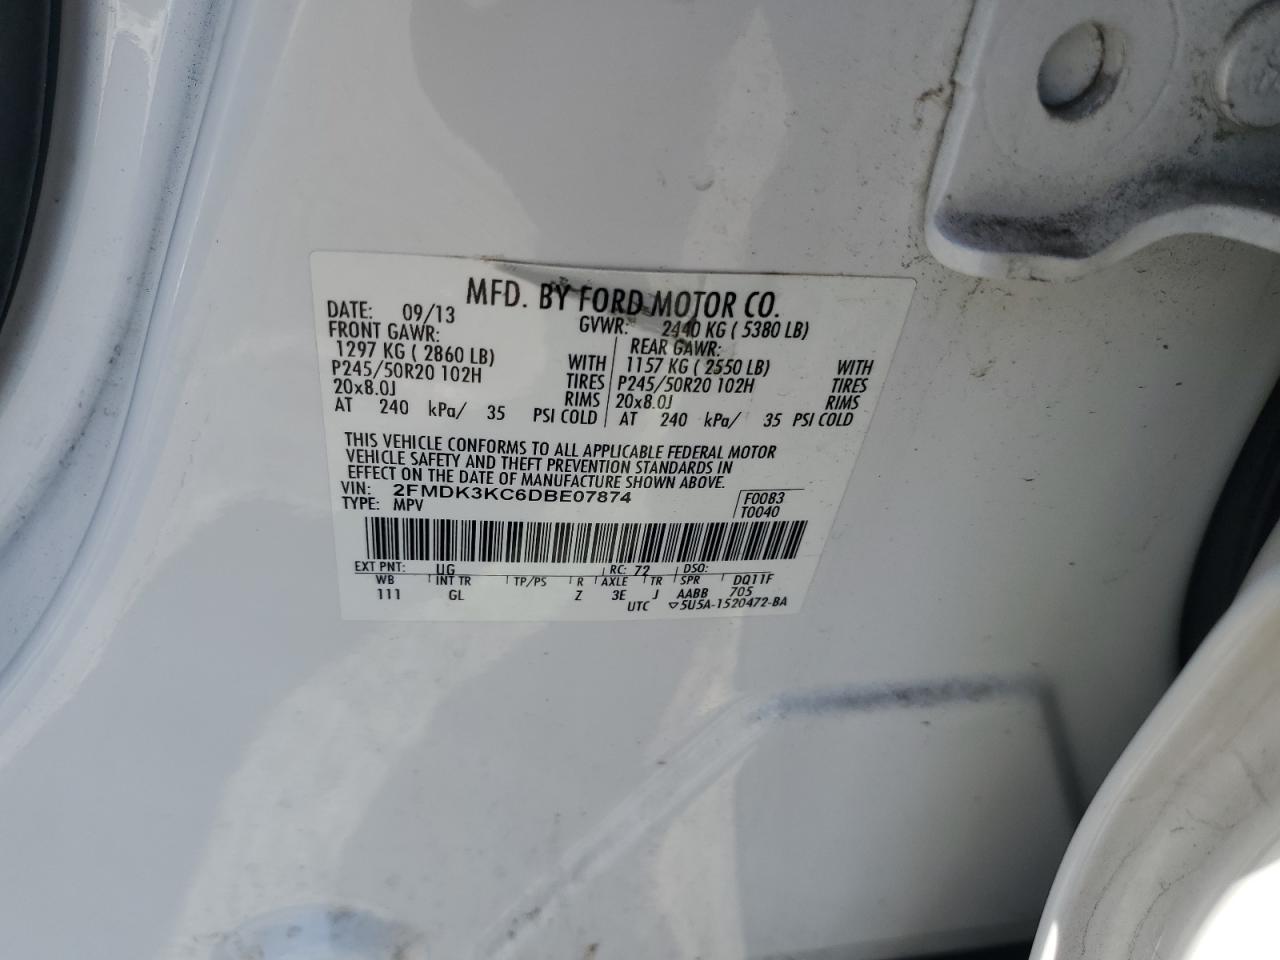 MFD. BY FORD MOTOR CO.
DATE: 09/13 GVWR: 2440 KG ( 5380 LB)
FRONT GAWR: REAR GAWR:
1297 KG ( 2860 LB) WITH 1157 KG ( 2550 LB) WITH
P245/50R20 102H TIRES P245/50R20 102H TIRES
20x8.0J RIMS 20x8.0J RIMS
AT 240 kPa/ 35 PSI COLD AT 240 kPa/ 35 PSI COLD
THIS VEHICLE CONFORMS TO ALL APPLICABLE FEDERAL MOTOR
VEHICLE SAFETY AND THEFT PREVENTION STANDARDS IN
EFFECT ON THE DATE OF MANUFACTURE SHOWN ABOVE.
VIN: 2FMDK3KC6DBE07874 F0083
TYPE: MPV T0040
EXT PNT: UG RC: 72 DSO:
WB INT TR TP/PS R AXLE TR SPR DQ11F
111 GL Z 3E J AABB 705
UTC ▽5U5A-1520472-BA